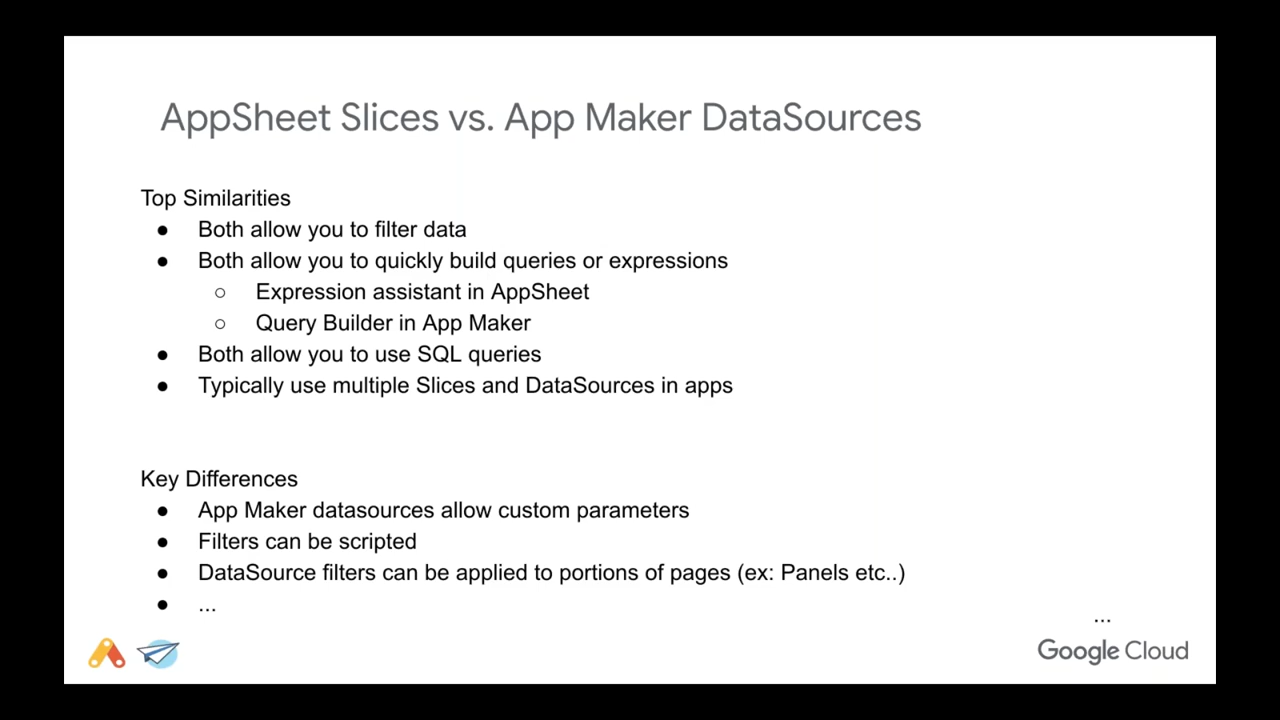 AppSheet Slices vs. App Maker DataSources
Top Similarities
● Both allow you to filter data
● Both allow you to quickly build queries or expressions
○ Expression assistant in AppSheet
○ Query Builder in App Maker
● Both allow you to use SQL queries
● Typically use multiple Slices and DataSources in apps
Key Differences
● App Maker datasources allow custom parameters
● Filters can be scripted
● DataSource filters can be applied to portions of pages (ex: Panels etc..)
● ...
...
Google Cloud